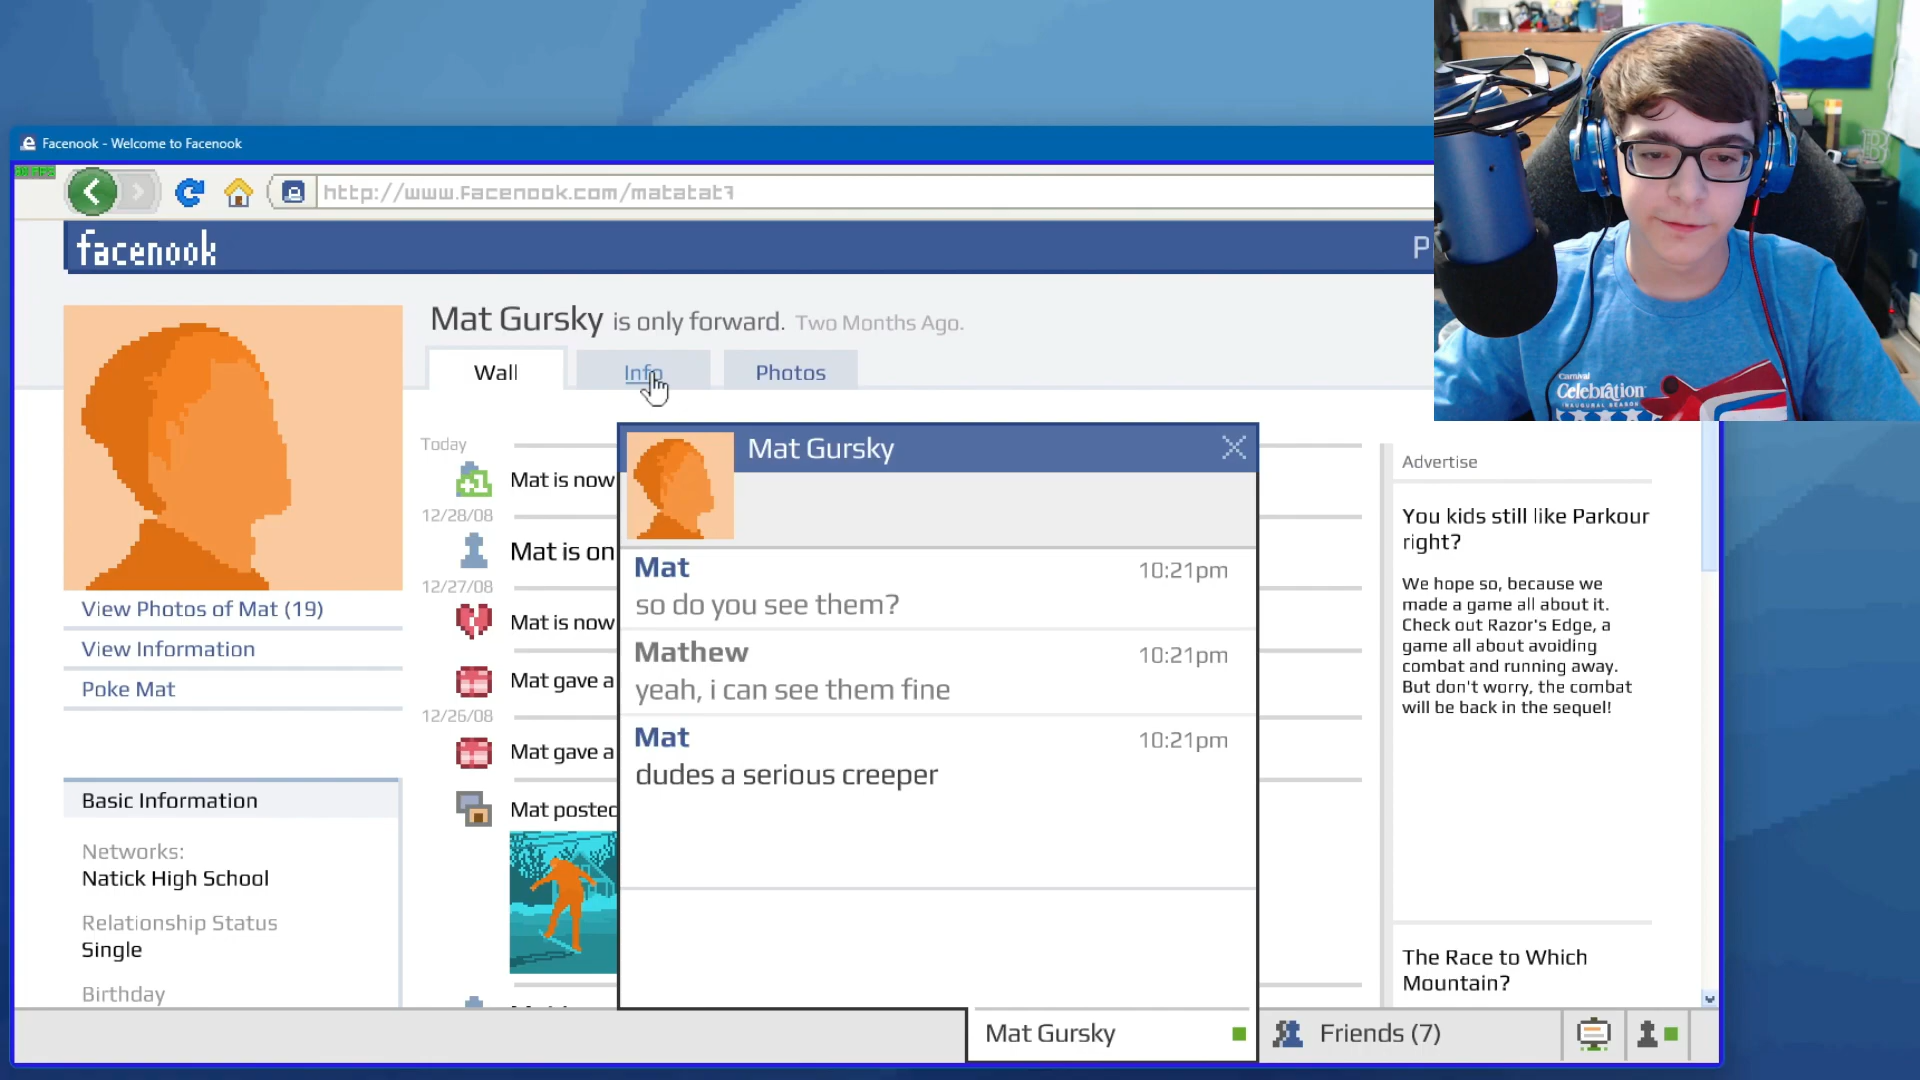 Facenook - Welcome to Facenook
http://www.Facenook.com/matatat7
facenook
P
Mat Gursky is only forward. Two Months Ago.
Wall
Info
Photos
View Photos of Mat (19)
View Information
Poke Mat
Basic Information
Networks:
Natick High School
Relationship Status
Single
Birthday
Today
+1
Mat is now
12/28/08
Mat is on
12/27/08
Mat is now
Mat gave a
12/26/08
Mat gave a
Mat posted
Mat Gursky
Mat
10:21pm
so do you see them?
Mathew
10:21pm
yeah, i can see them fine
Mat
10:21pm
dudes a serious creeper
Advertise
You kids still like Parkour
right?
We hope so, because we
made a game all about it.
Check out Razor's Edge, a
game all about avoiding
combat and running away.
But don't worry, the combat
will be back in the sequel!
The Race to Which
Mountain?
Mat Gursky
Friends (7)
Carnival
Celebration
INAUGURAL SEASON
B